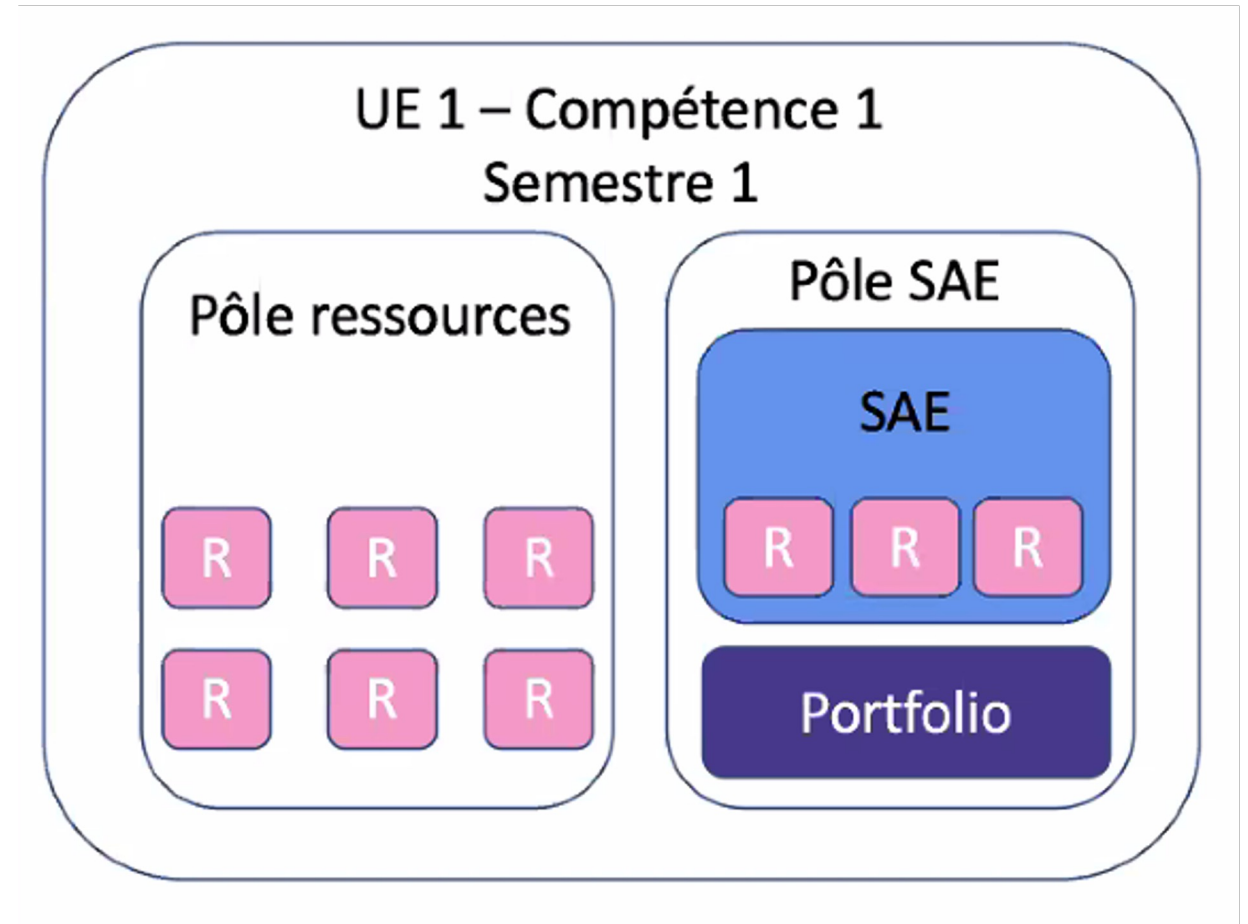 UE 1 – Compétence 1
Semestre 1
Pôle ressources
R R R
R R R
Pôle SAE
SAE
R R R
Portfolio